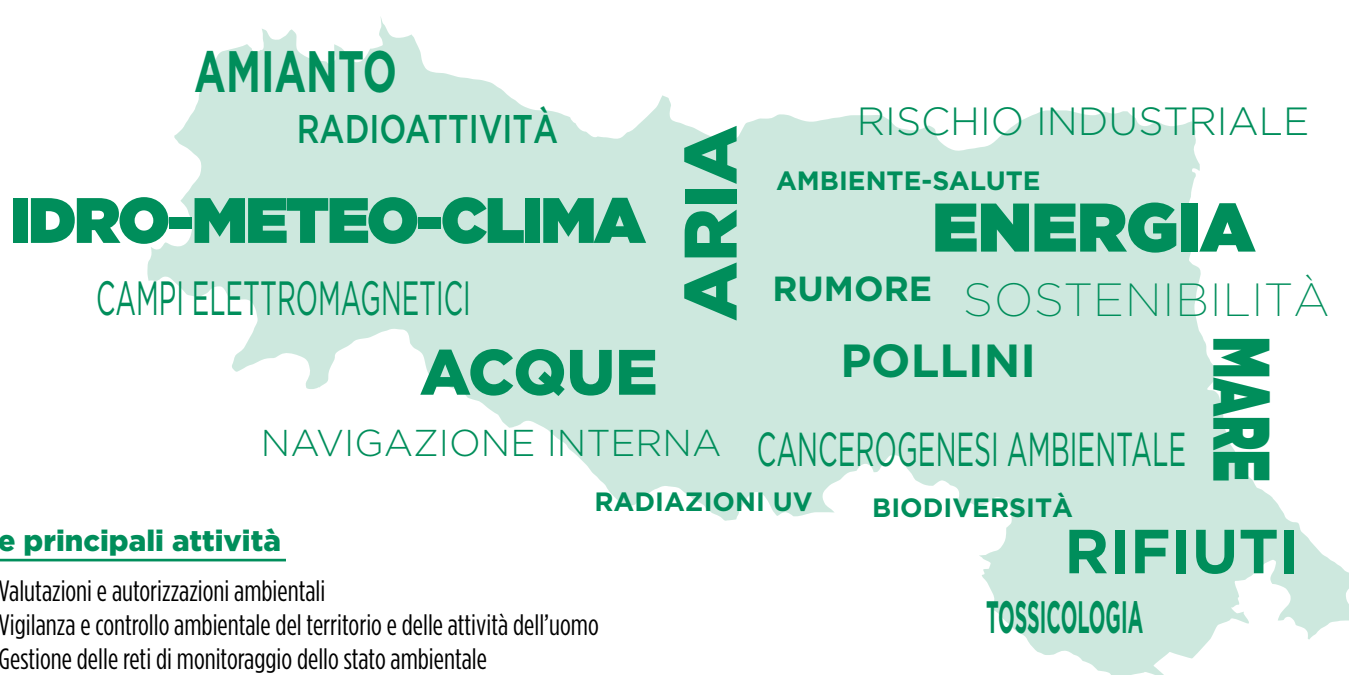 AMIANTO
RADIOATTIVITÀ
RISCHIO INDUSTRIALE
ARIA
AMBIENTE-SALUTE
IDRO-METEO-CLIMA
ENERGIA
CAMPI ELETTROMAGNETICI
RUMORE
SOSTENIBILITÀ
ACQUE
POLLINI
MARE
NAVIGAZIONE INTERNA
CANCEROGENESI AMBIENTALE
RADIAZIONI UV
BIODIVERSITÀ
RIFIUTI
TOSSICOLOGIA
e principali attività
Valutazioni e autorizzazioni ambientali
Vigilanza e controllo ambientale del territorio e delle attività dell'uomo
Gestione delle reti di monitoraggio dello stato ambientale